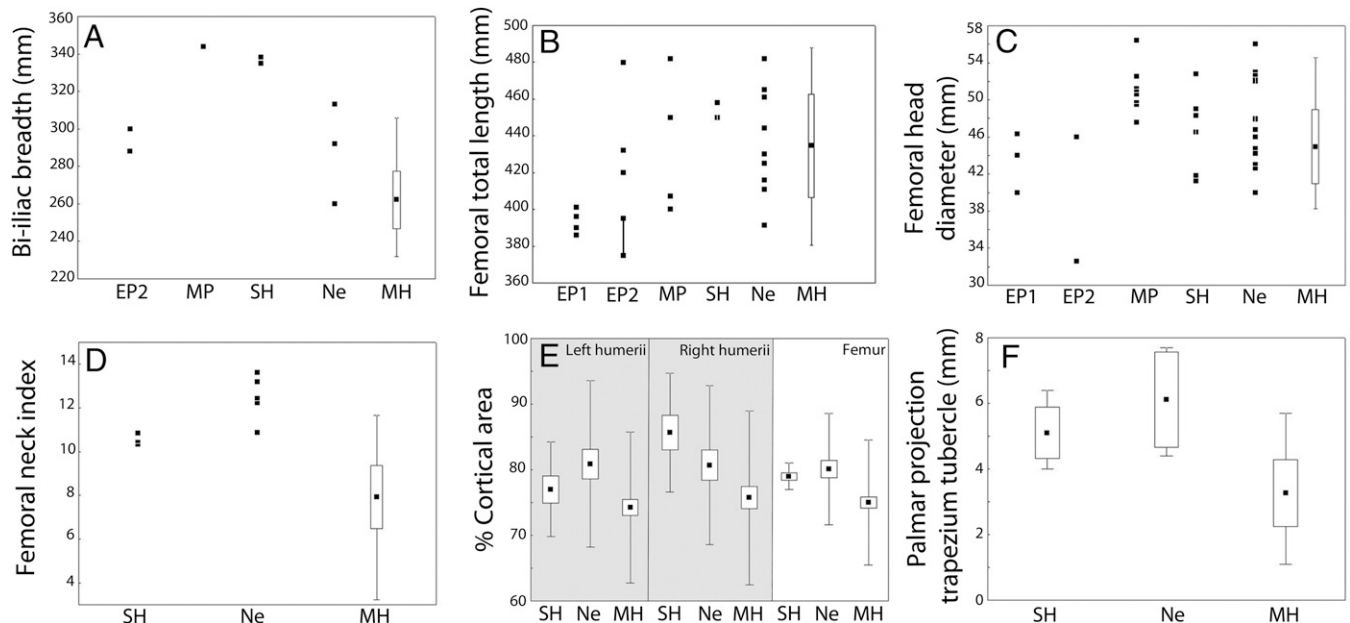 A
Bi-iliac breadth (mm)
360
340
320
300
280
260
240
220
EP2 MP SH Ne MH
B
Femoral total length (mm)
500
480
460
440
420
400
380
360
EP1 EP2 MP SH Ne MH
C
Femoral head
diameter (mm)
58
54
50
46
42
38
34
30
EP1 EP2 MP SH Ne MH
D
Femoral neck index
14
12
10
8
6
4
SH Ne MH
E
Left humerii Right humerii Femur
% Cortical area
100
90
80
70
60
SH Ne MH SH Ne MH SH Ne MH
F
Palmar projection
trapezium tubercle (mm)
8
6
4
2
0
SH Ne MH